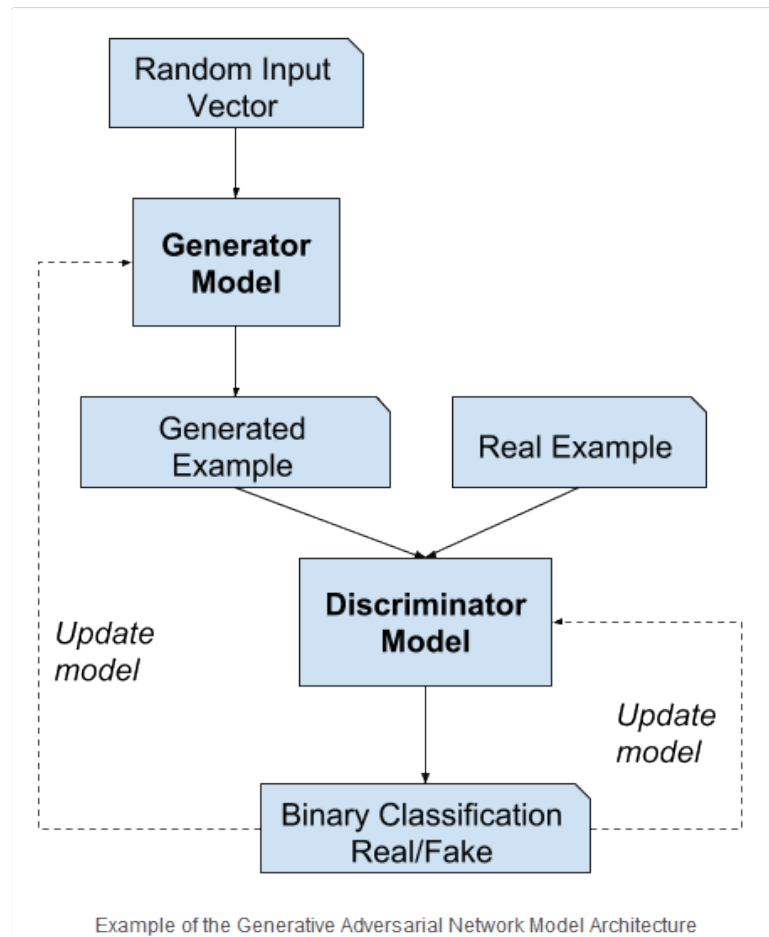 Random Input
Vector
Generator
Model
Generated
Example
Real Example
Discriminator
Model
Update
model
Update
model
Binary Classification
Real/Fake
Example of the Generative Adversarial Network Model Architecture